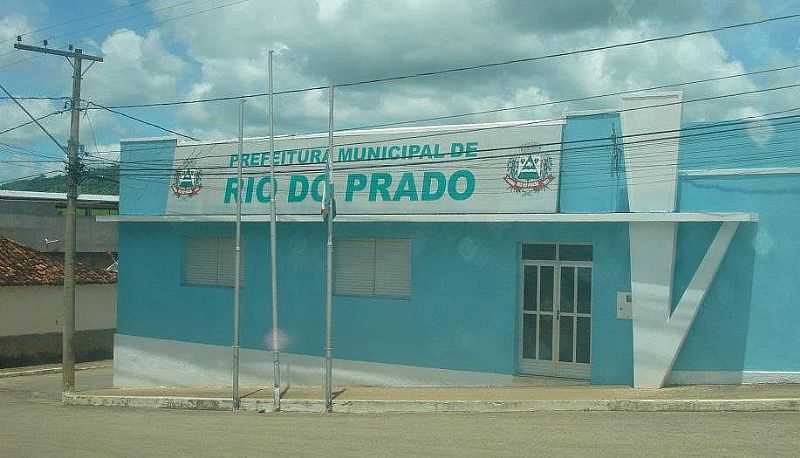 PREFEITURA MUNICIPAL DE
RIO DO PRADO